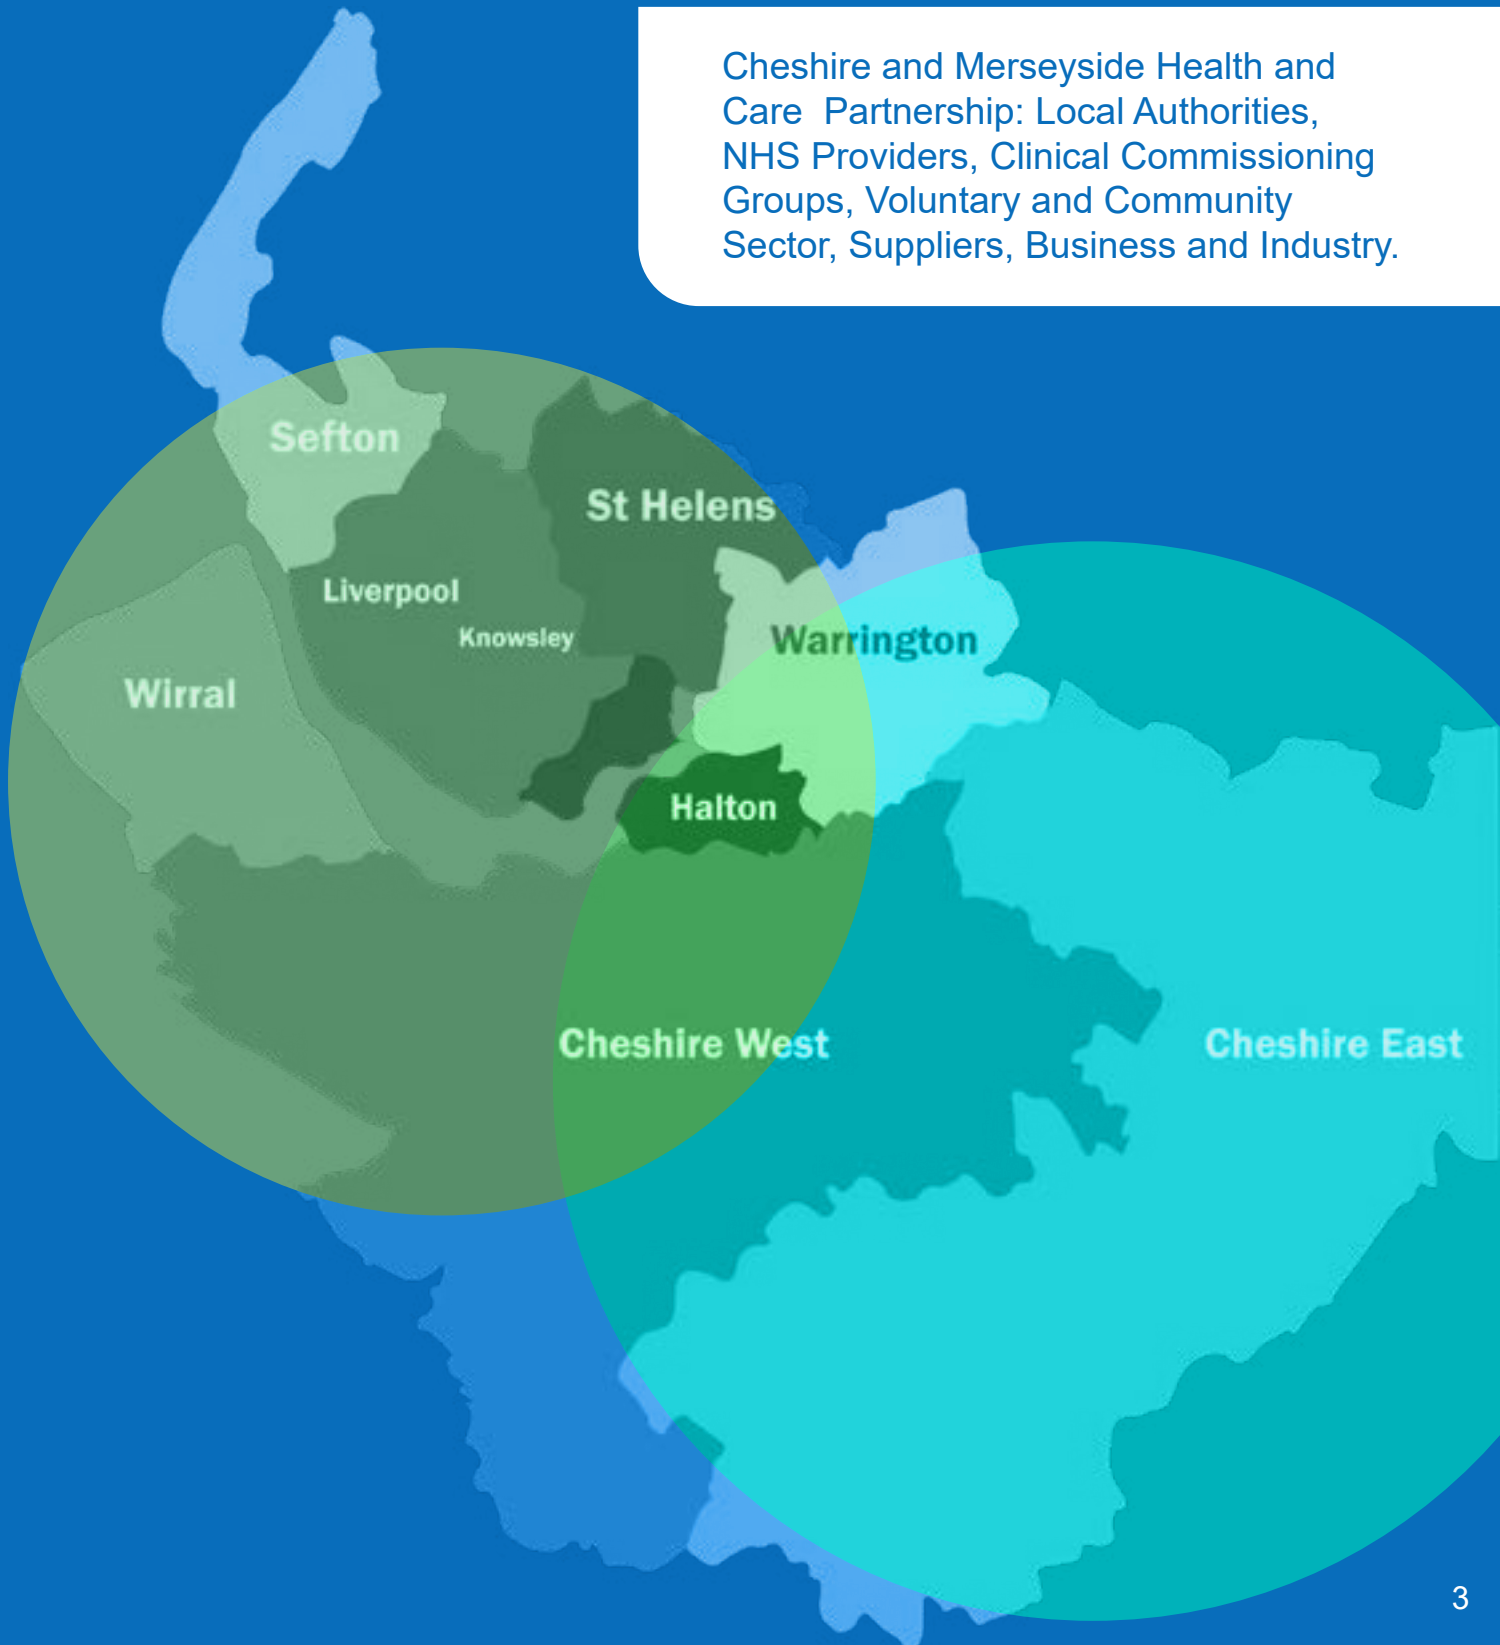 Cheshire and Merseyside Health and
Care  Partnership: Local Authorities,
NHS Providers, Clinical Commissioning
Groups, Voluntary and Community
Sector, Suppliers, Business and Industry.
Sefton
St Helens
Liverpool
Knowsley
Warrington
Wirral
Halton
Cheshire West
Cheshire East
3